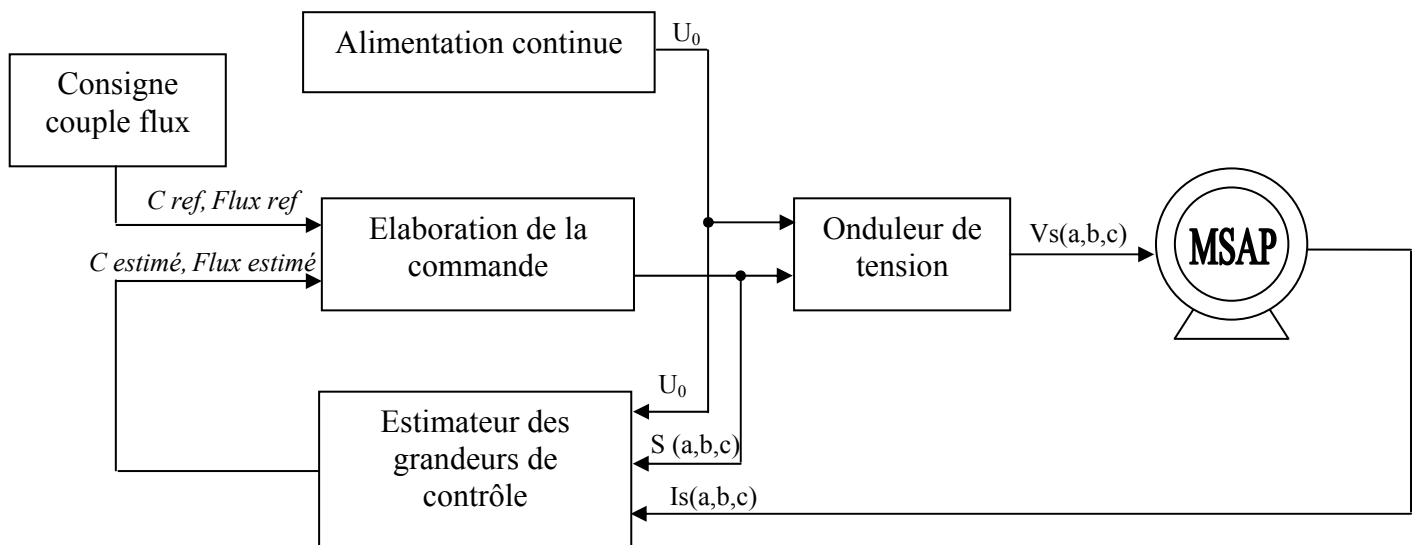 Alimentation continue
U₀
Consigne
couple flux
C ref, Flux ref
Elaboration de la
commande
C estimé, Flux estimé
Onduleur de
tension
Vs(a,b,c)
MSAP
U₀
Estimateur des
grandeurs de
contrôle
S (a,b,c)
Is(a,b,c)